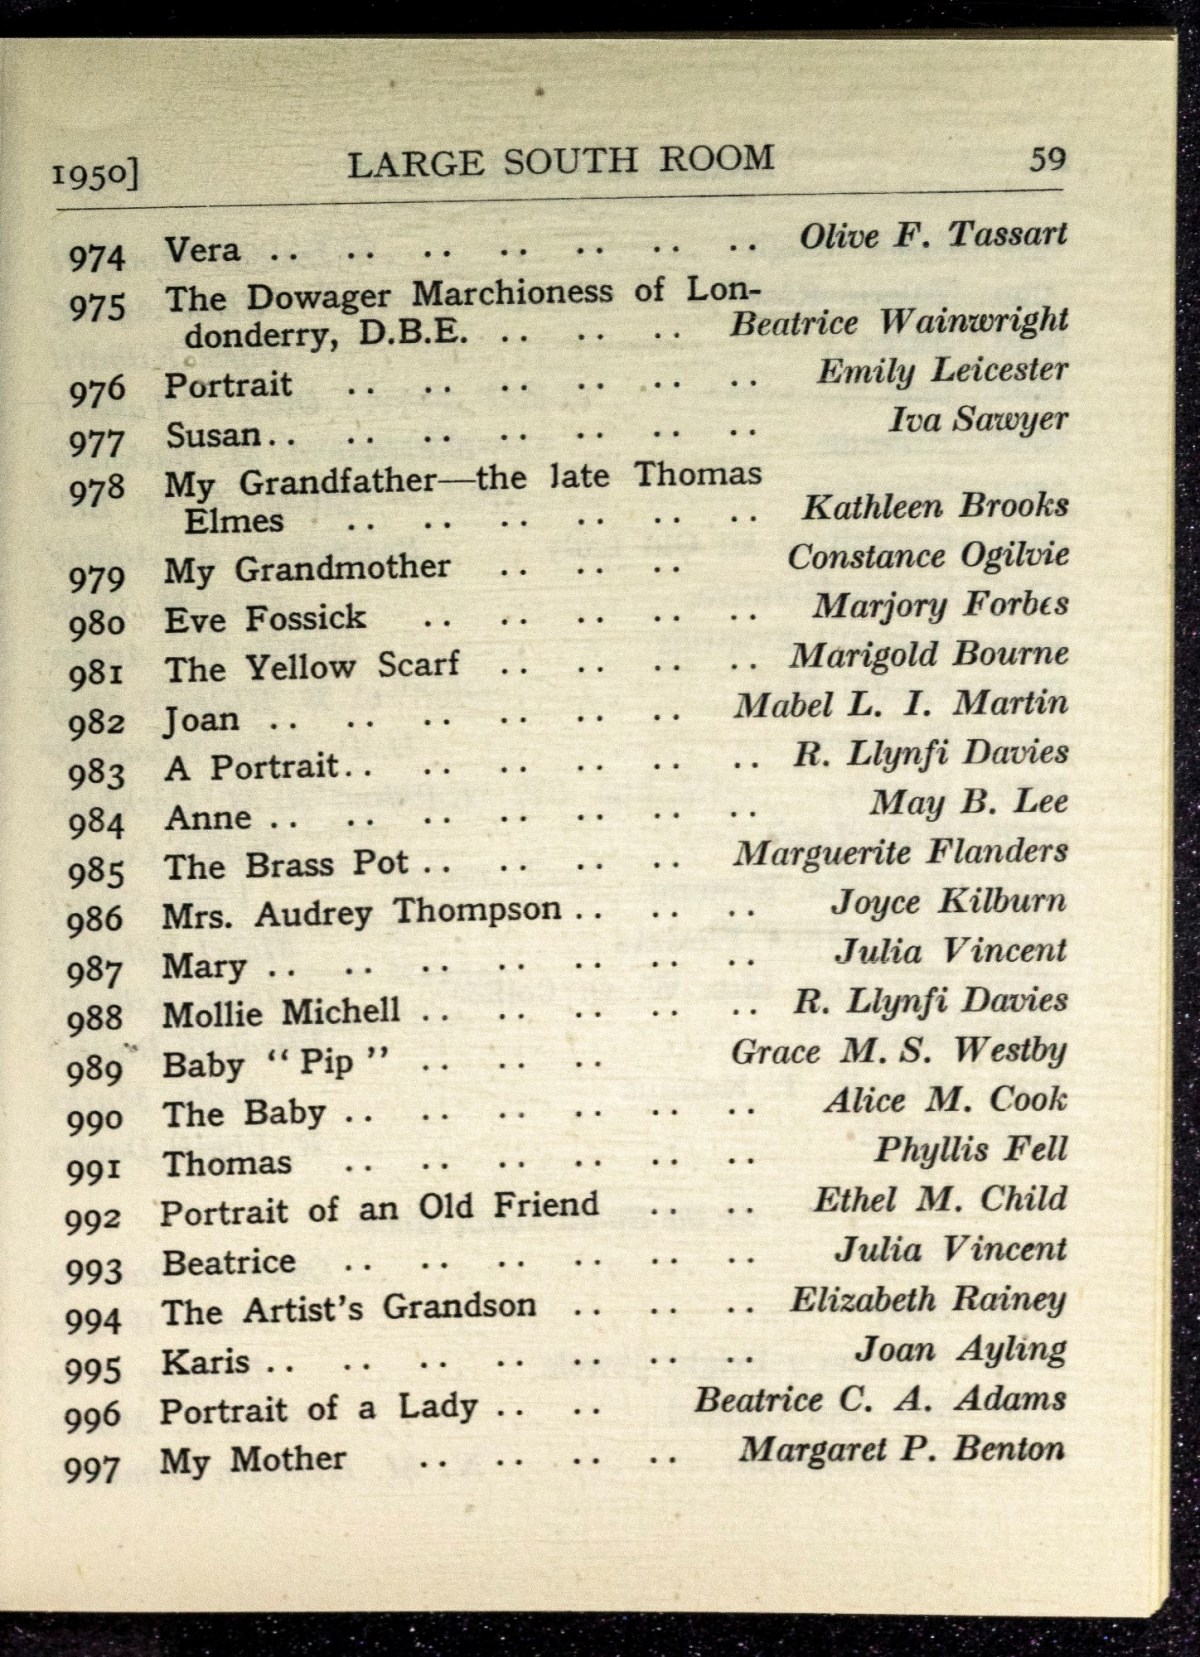 1950] LARGE SOUTH ROOM 59
974 Vera .. .. .. .. .. .. .. Olive F. Tassart
975 The Dowager Marchioness of Lon-
donderry, D.B.E. .. .. .. Beatrice Wainwright
976 Portrait .. .. .. .. .. .. Emily Leicester
977 Susan.. .. .. .. .. .. .. Iva Sawyer
978 My Grandfather—the late Thomas
Elmes .. .. .. .. .. .. Kathleen Brooks
979 My Grandmother .. .. .. Constance Ogilvie
980 Eve Fossick .. .. .. .. .. Marjory Forbes
981 The Yellow Scarf .. .. .. .. Marigold Bourne
982 Joan .. .. .. .. .. .. Mabel L. I. Martin
983 A Portrait.. .. .. .. .. .. R. Llynfi Davies
984 Anne .. .. .. .. .. .. .. May B. Lee
985 The Brass Pot .. .. .. .. Marguerite Flanders
986 Mrs. Audrey Thompson .. .. .. Joyce Kilburn
987 Mary .. .. .. .. .. .. .. Julia Vincent
988 Mollie Michell .. .. .. .. .. R. Llynfi Davies
989 Baby “ Pip ” .. .. .. Grace M. S. Westby
990 The Baby .. .. .. .. .. .. Alice M. Cook
991 Thomas .. .. .. .. .. .. Phyllis Fell
992 Portrait of an Old Friend .. .. Ethel M. Child
993 Beatrice .. .. .. .. .. .. Julia Vincent
994 The Artist’s Grandson .. .. .. Elizabeth Rainey
995 Karis .. .. .. .. .. .. .. Joan Ayling
996 Portrait of a Lady .. .. Beatrice C. A. Adams
997 My Mother .. .. .. .. Margaret P. Benton